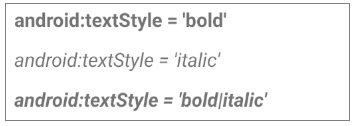 android:textStyle = 'bold'
android:textStyle = 'italic'
android:textStyle = 'bold|italic'